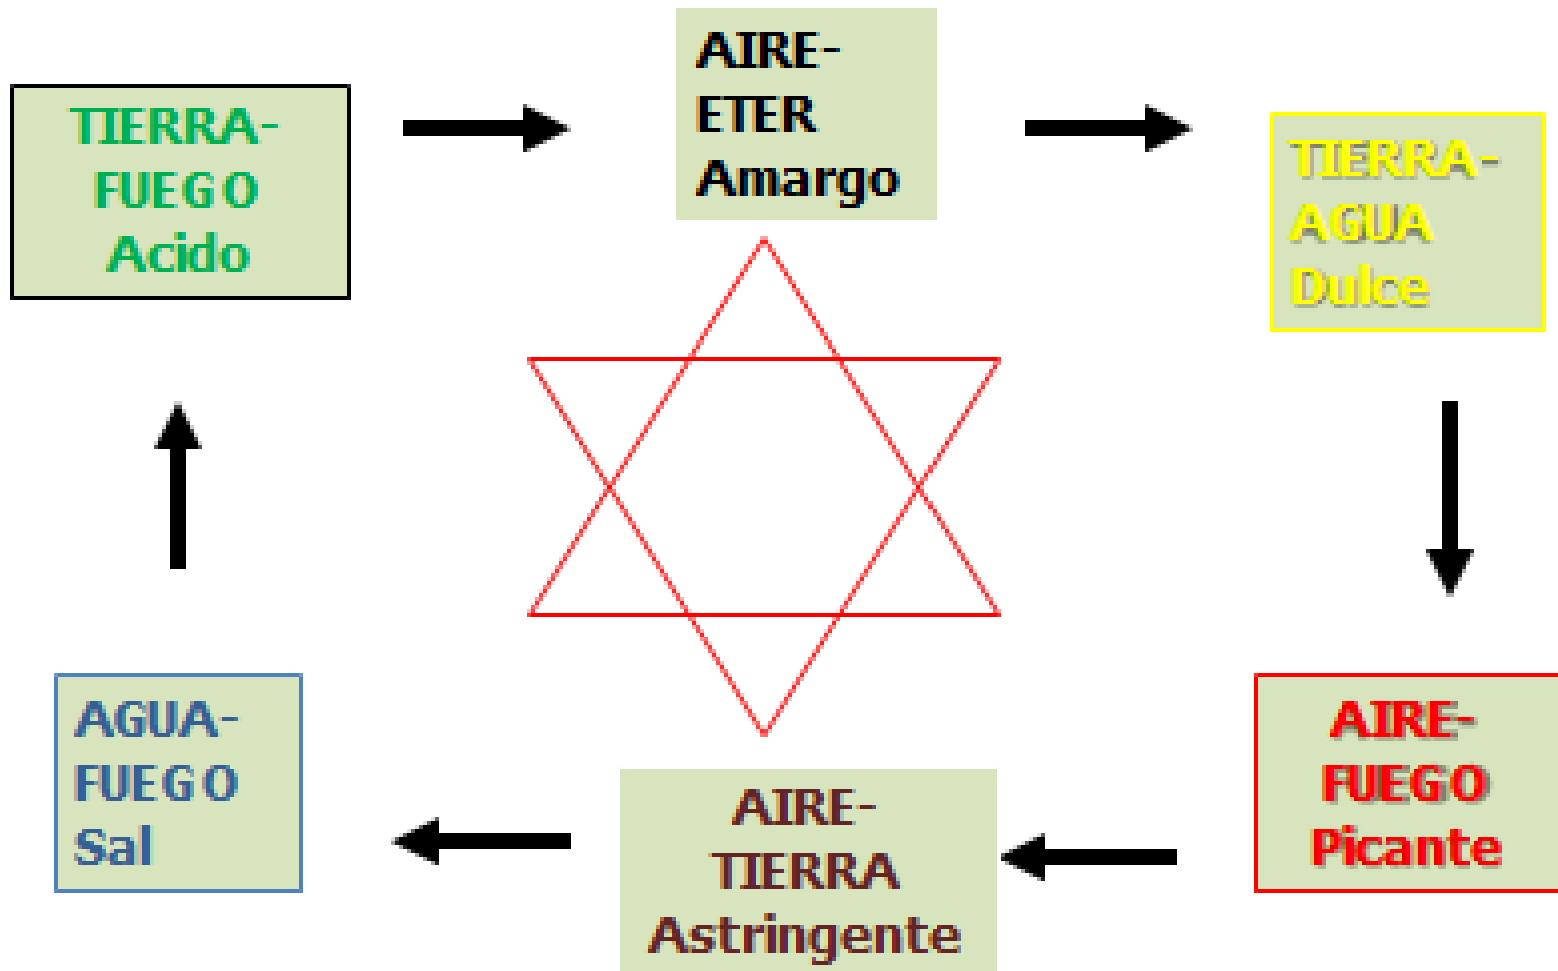 TIERRA-
FUEGO
Acido
AIRE-
ETER
Amargo
TIERRA-
AGUA
Dulce
AIRE-
FUEGO
Picante
AIRE-
TIERRA
Astringente
AGUA-
FUEGO
Sal